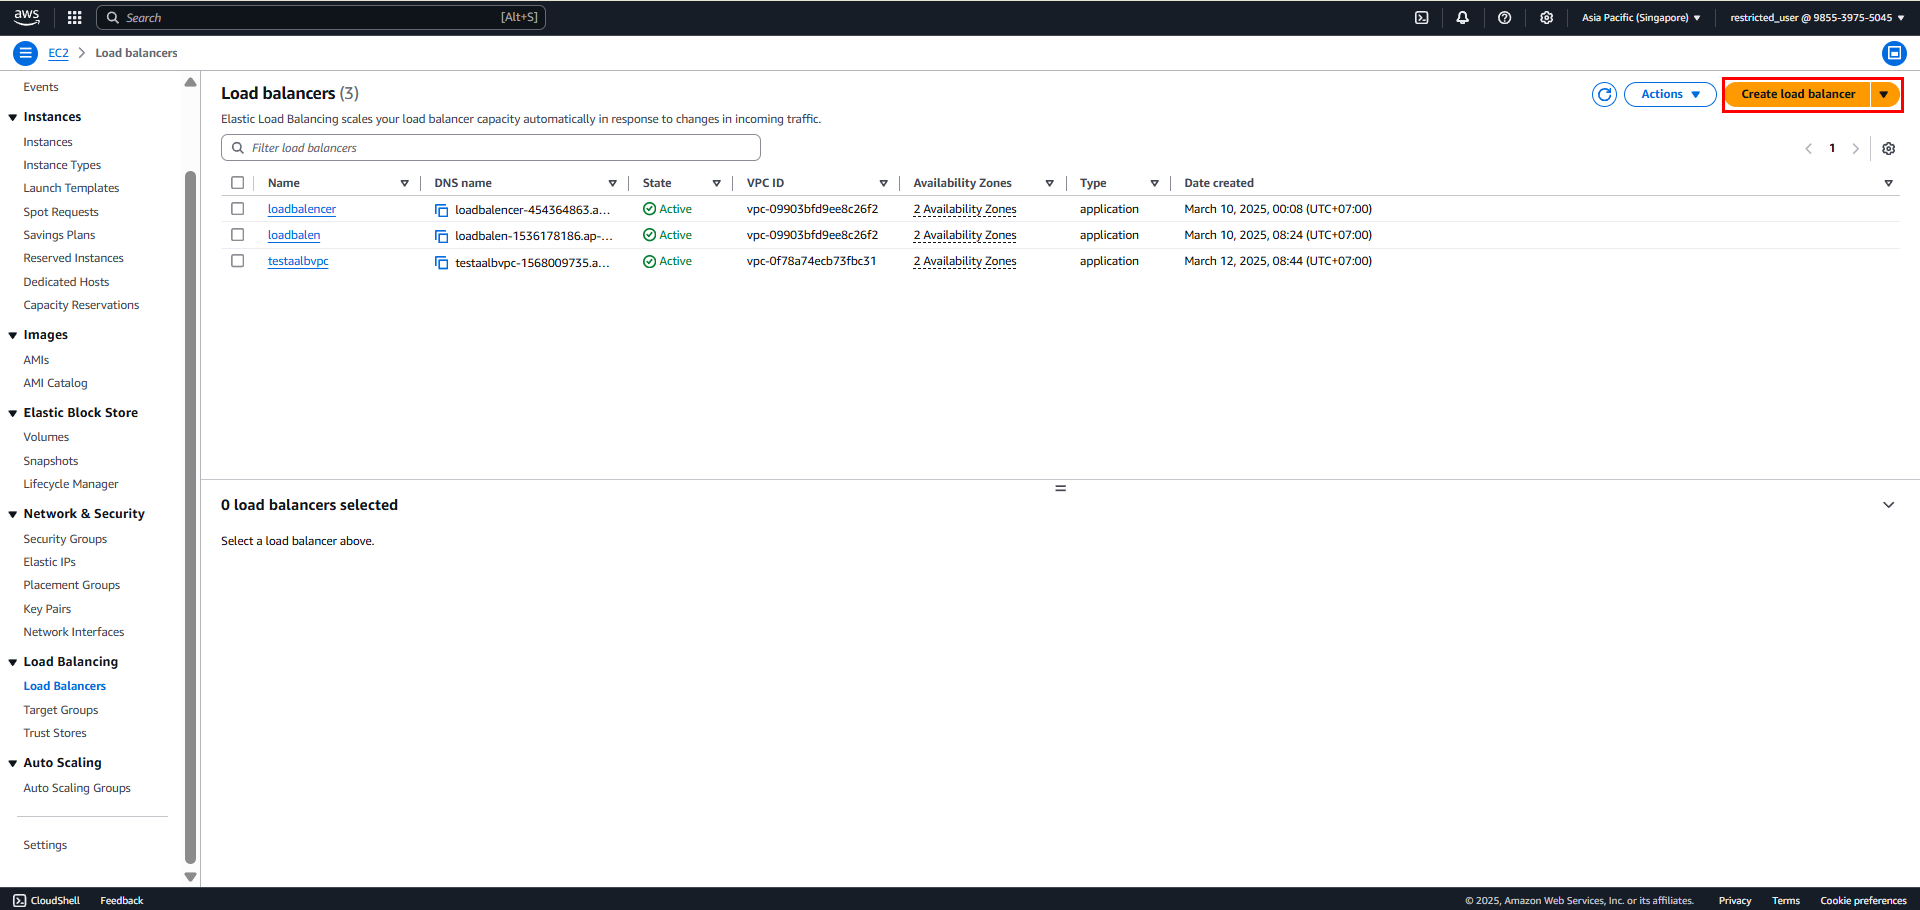 aws
Search [Alt+S]
Asia Pacific (Singapore) restricted_user @ 9855-3975-5045
EC2 Load balancers
Events
Instances
Instances
Instance Types
Launch Templates
Spot Requests
Savings Plans
Reserved Instances
Dedicated Hosts
Capacity Reservations
Images
AMIs
AMI Catalog
Elastic Block Store
Volumes
Snapshots
Lifecycle Manager
Network & Security
Security Groups
Elastic IPs
Placement Groups
Key Pairs
Network Interfaces
Load Balancing
Load Balancers
Target Groups
Trust Stores
Auto Scaling
Auto Scaling Groups
Settings
Load balancers (3)
Actions
Create load balancer
Elastic Load Balancing scales your load balancer capacity automatically in response to changes in incoming traffic.
Filter load balancers
1
Name DNS name State VPC ID Availability Zones Type Date created
loadbalencer loadbalencer-454364863.a... Active vpc-09903bfd9ee8c26f2 2 Availability Zones application March 10, 2025, 00:08 (UTC+07:00)
loadbalen loadbalen-1536178186.ap-... Active vpc-09903bfd9ee8c26f2 2 Availability Zones application March 10, 2025, 08:24 (UTC+07:00)
testaalbvpc testaalbvpc-1568009735.a... Active vpc-0f78a74ecb73fbc31 2 Availability Zones application March 12, 2025, 08:44 (UTC+07:00)
0 load balancers selected
Select a load balancer above.
CloudShell Feedback
© 2025, Amazon Web Services, Inc. or its affiliates. Privacy Terms Cookie preferences